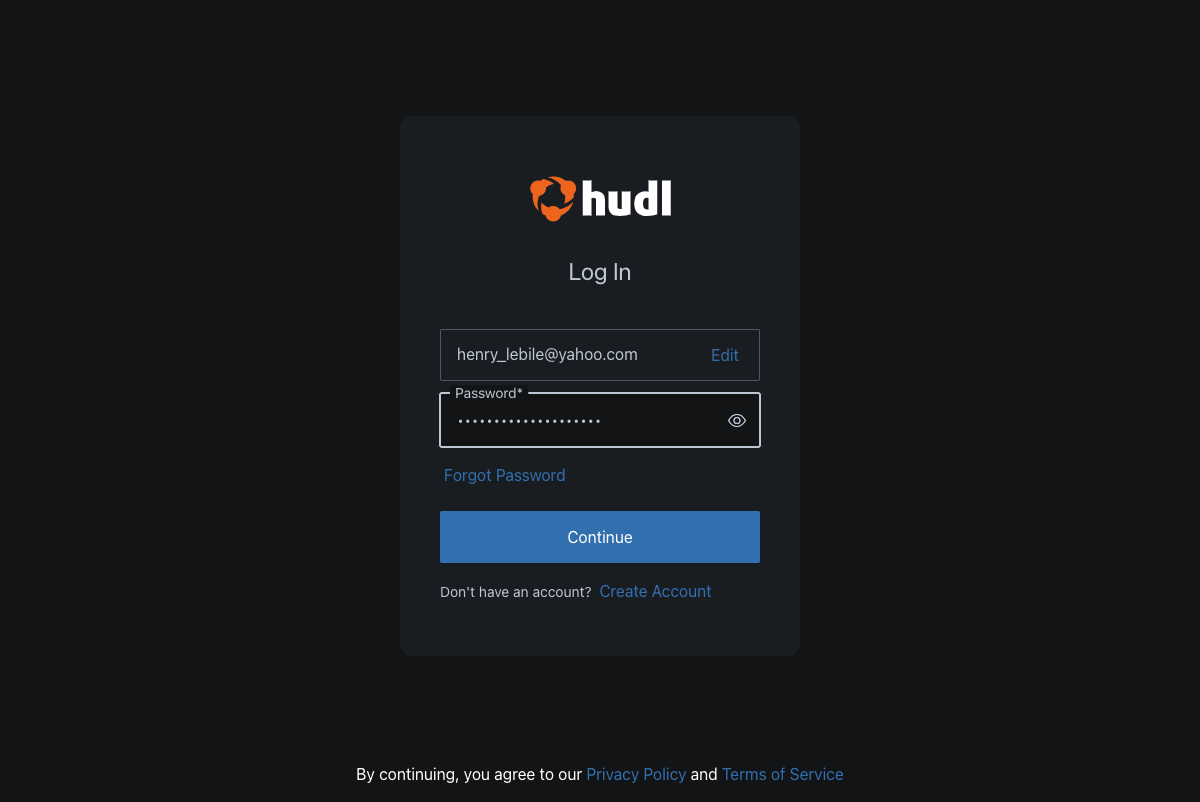 hudl
Log In
henry_lebile@yahoo.com Edit
Password*
•••••••••••••••••••
Forgot Password
Continue
Don't have an account? Create Account
By continuing, you agree to our Privacy Policy and Terms of Service